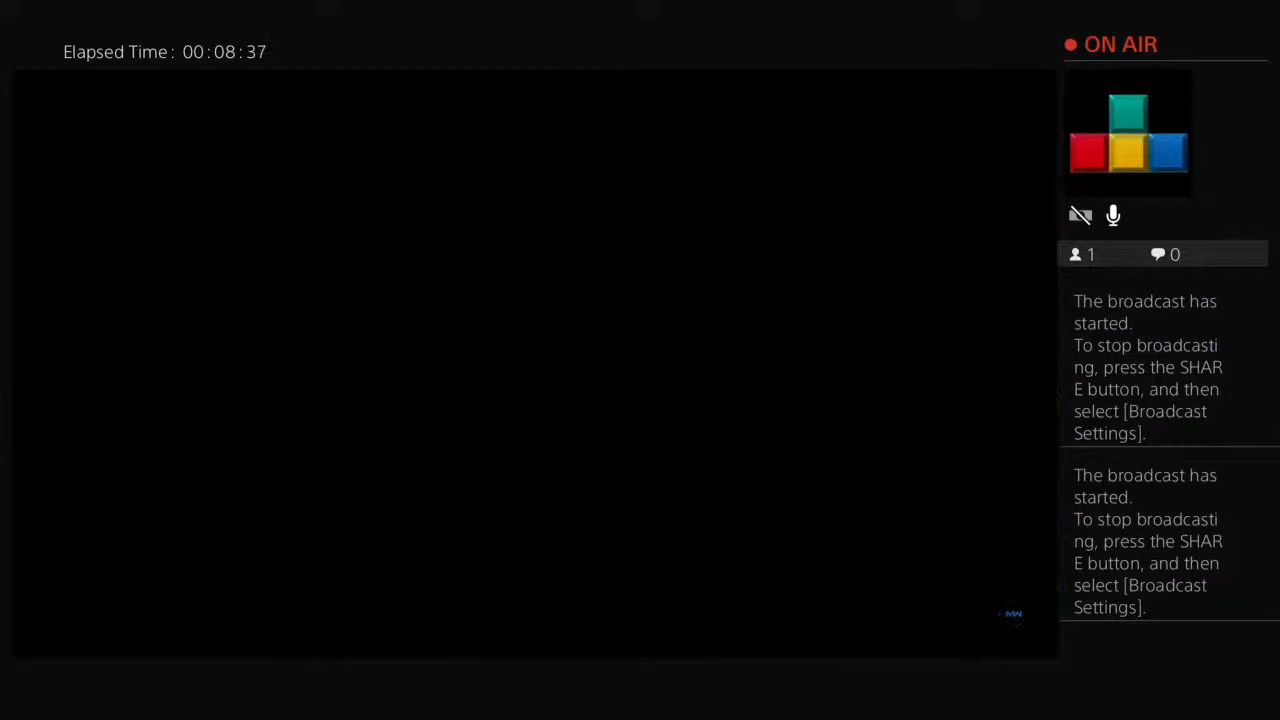 Elapsed Time: 00:08:37
ON AIR
1 0
The broadcast has
started.
To stop broadcasti
ng, press the SHAR
E button, and then
select [Broadcast
Settings].
The broadcast has
started.
To stop broadcasti
ng, press the SHAR
E button, and then
select [Broadcast
Settings].
MW